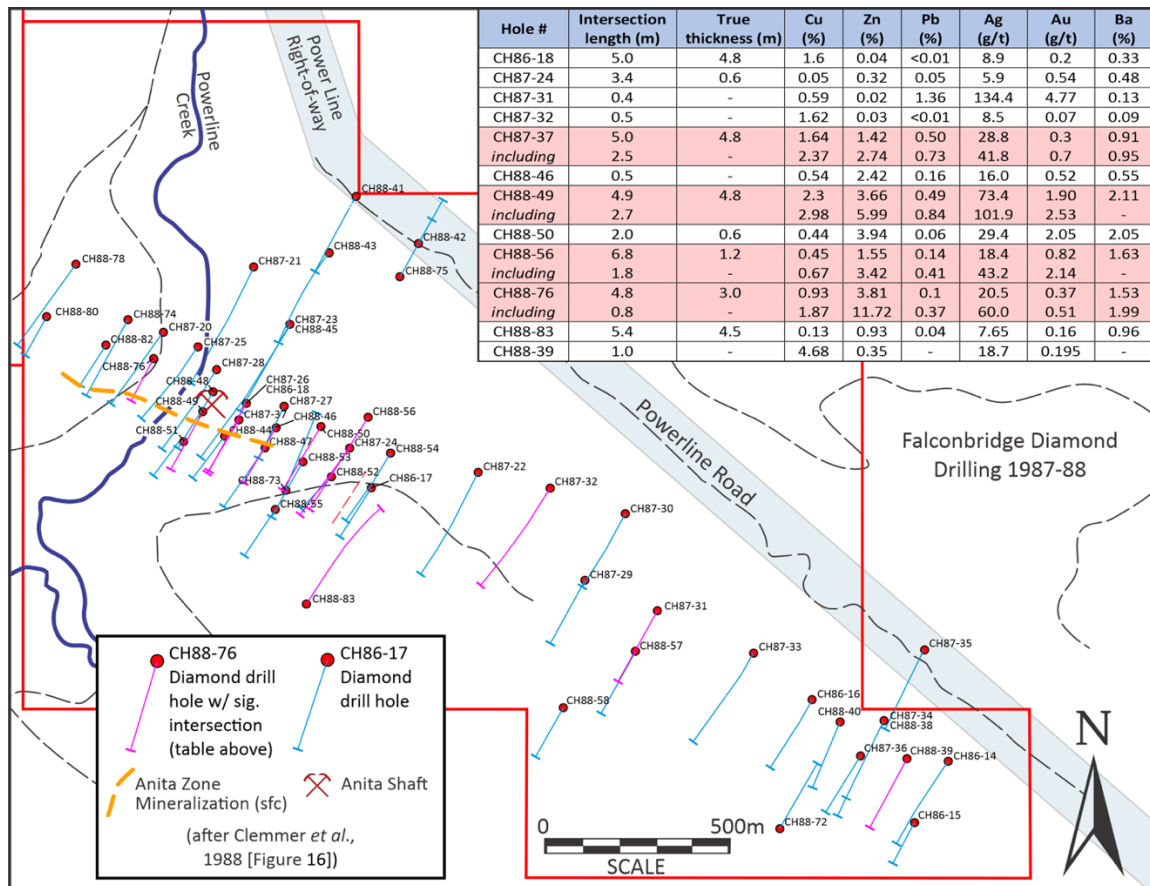 Hole # Intersection length (m) True thickness (m) Cu (%) Zn (%) Pb (%) Ag (g/t) Au (g/t) Ba (%)
CH86-18 5.0 4.8 1.6 0.04 <0.01 8.9 0.2 0.33
CH87-24 3.4 0.6 0.05 0.32 0.05 5.9 0.54 0.48
CH87-31 0.4 - 0.59 0.02 1.36 134.4 4.77 0.13
CH87-32 0.5 - 1.62 0.03 <0.01 8.5 0.07 0.09
CH87-37 5.0 4.8 1.64 1.42 0.50 28.8 0.3 0.91
including 2.5 - 2.37 2.74 0.73 41.8 0.7 0.95
CH88-46 0.5 - 0.54 2.42 0.16 16.0 0.52 0.55
CH88-49 4.9 4.8 2.3 3.66 0.49 73.4 1.90 2.11
including 2.7 - 2.98 5.99 0.84 101.9 2.53 -
CH88-50 2.0 0.6 0.44 3.94 0.06 29.4 2.05 2.05
CH88-56 6.8 1.2 0.45 1.55 0.14 18.4 0.82 1.63
including 1.8 - 0.67 3.42 0.41 43.2 2.14 -
CH88-76 4.8 3.0 0.93 3.81 0.1 20.5 0.37 1.53
including 0.8 - 1.87 11.72 0.37 60.0 0.51 1.99
CH88-83 5.4 4.5 0.13 0.93 0.04 7.65 0.16 0.96
CH88-39 1.0 - 4.68 0.35 - 18.7 0.195 -
Power Line
Right-of-way
Powerline
Creek
CH88-41
CH88-42
CH88-43
CH88-75
CH88-78
CH87-21
CH88-80
CH88-74
CH87-20
CH87-23
CH88-45
CH88-82
CH87-25
CH88-76
CH87-28
CH88-48
CH87-26
CH86-18
CH88-49
CH87-27
CH87-37
CH88-46
CH88-56
CH88-51
CH88-44
CH88-50
CH88-47
CH87-24
CH88-54
CH88-53
CH88-52
CH88-73
CH86-17
CH88-55
CH87-22
CH87-32
CH87-30
CH87-29
CH88-83
CH87-31
CH88-57
CH87-33
CH87-35
CH88-58
CH86-16
CH88-40
CH87-34
CH88-38
CH87-36
CH88-39
CH86-14
CH88-72
CH86-15
Powerline Road
Falconbridge Diamond
Drilling 1987-88
CH88-76
Diamond drill
hole w/ sig.
intersection
(table above)
CH86-17
Diamond
drill hole
Anita Zone
Mineralization (sfc)
Anita Shaft
(after Clemmer et al.,
1988 [Figure 16])
0 500m
SCALE
N